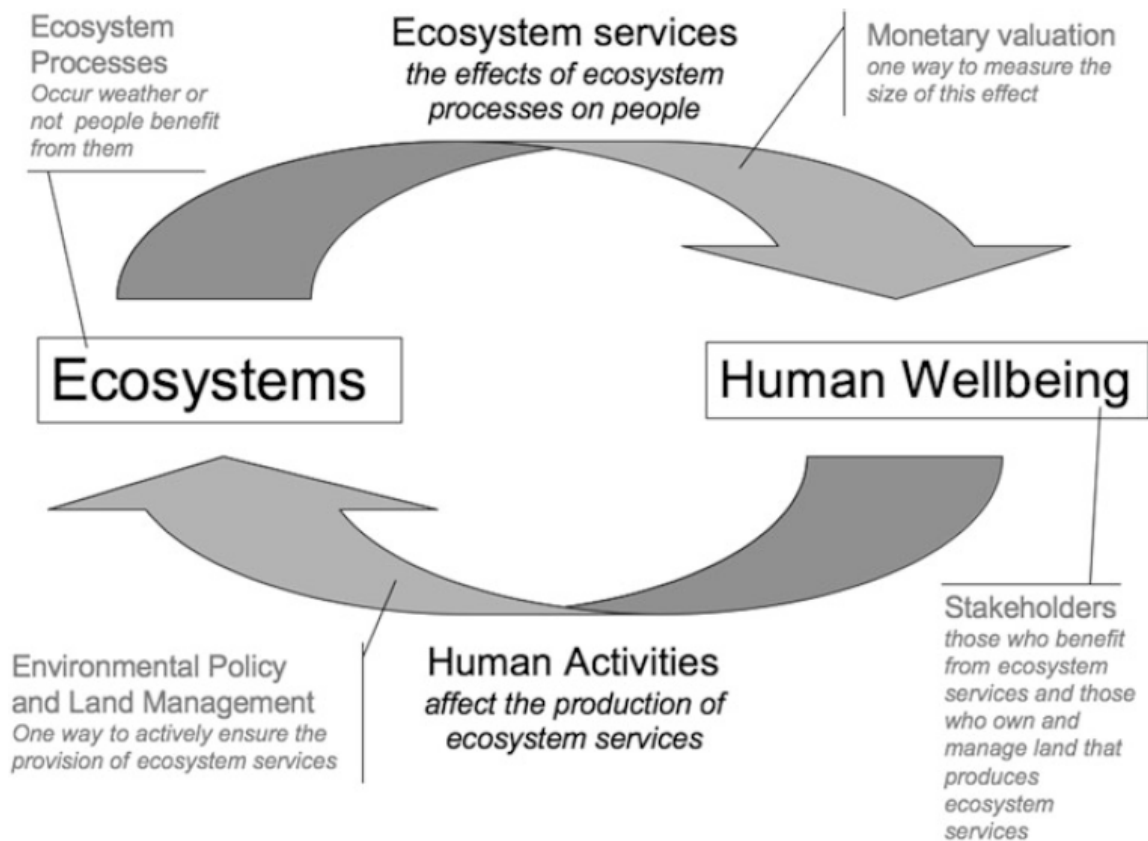 Ecosystem
Processes
Occur weather or
not people benefit
from them
Ecosystem services
the effects of ecosystem
processes on people
Monetary valuation
one way to measure the
size of this effect
Ecosystems
Human Wellbeing
Environmental Policy
and Land Management
One way to actively ensure the
provision of ecosystem services
Human Activities
affect the production of
ecosystem services
Stakeholders
those who benefit
from ecosystem
services and those
who own and
manage land that
produces
ecosystem
services